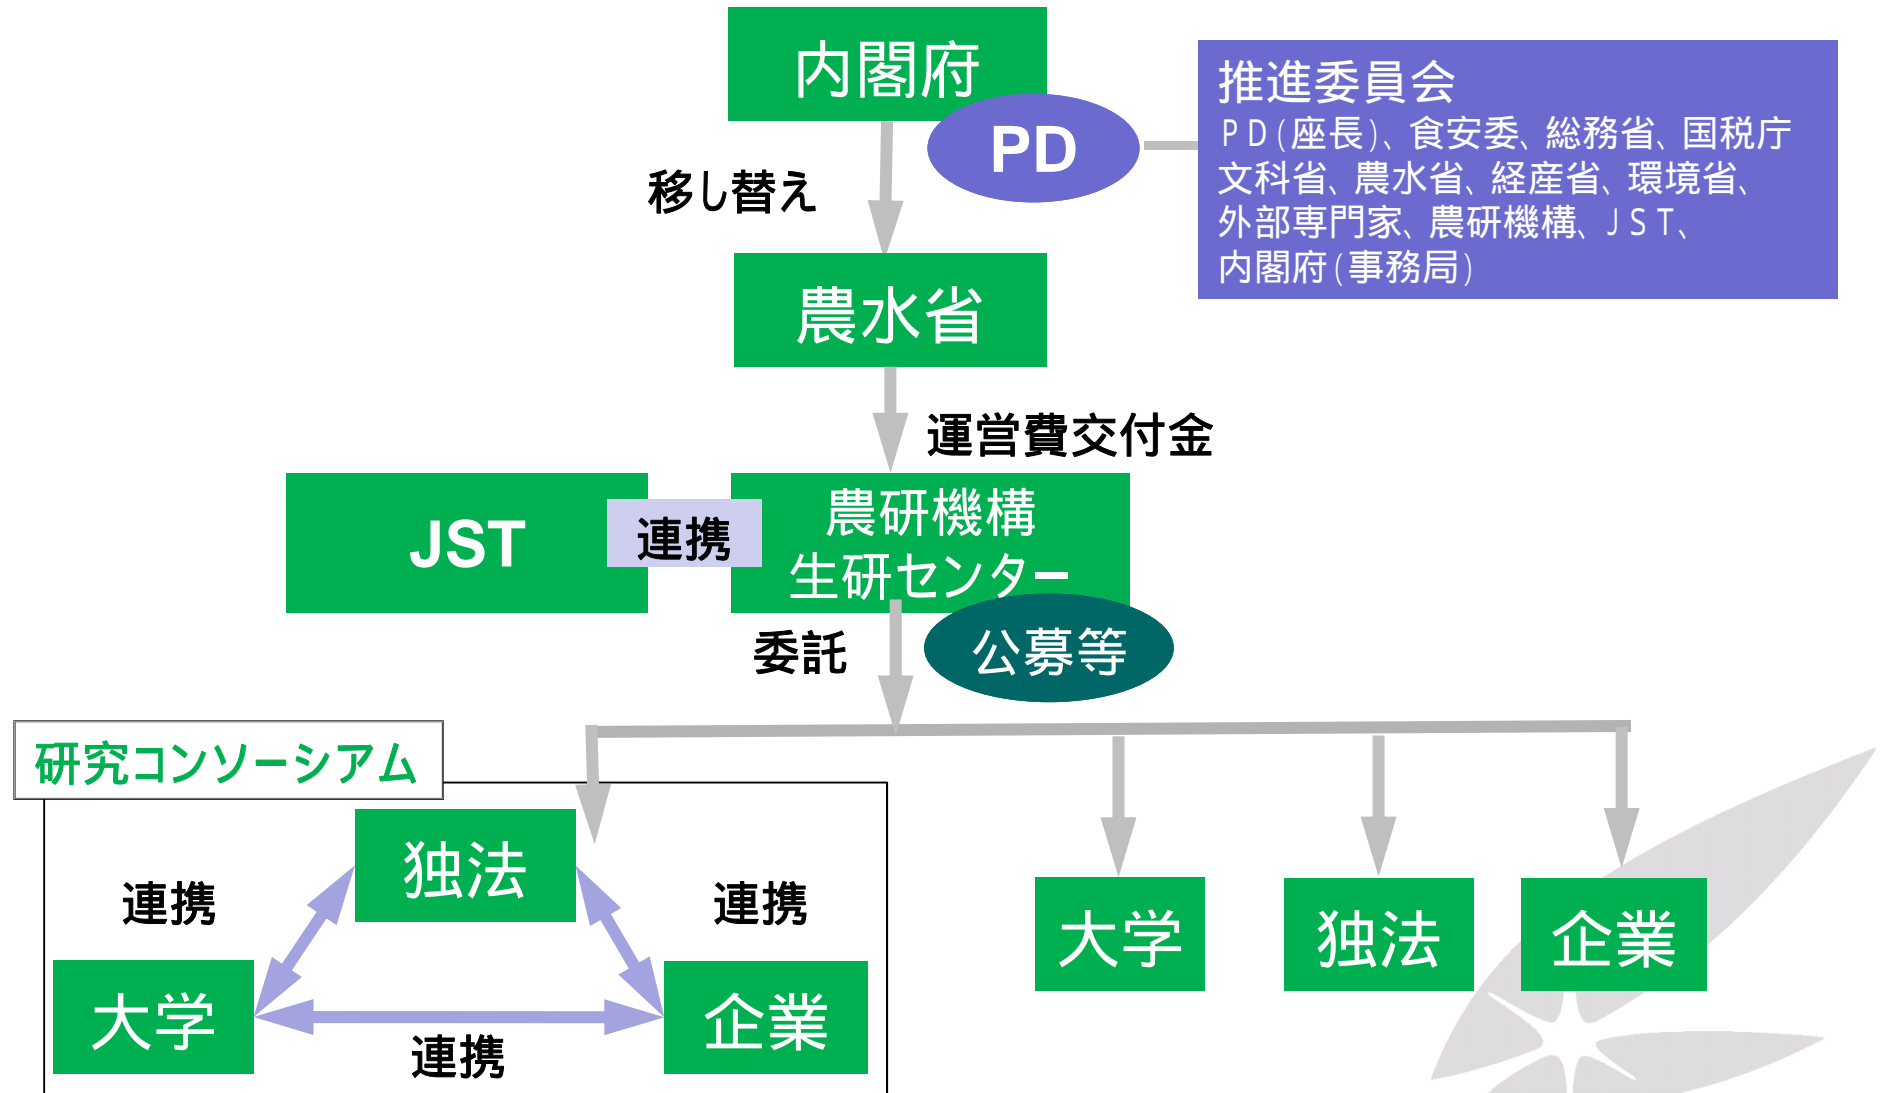 内閣府
PD
推進委員会
PD(座長)、食安委、総務省、国税庁
文科省、農水省、経産省、環境省、
外部専門家、農研機構、JST、
内閣府(事務局)
移し替え
農水省
運営費交付金
JST
連携
農研機構
生研センター
委託
公募等
研究コンソーシアム
独法
連携
連携
大学
企業
連携
大学
独法
企業